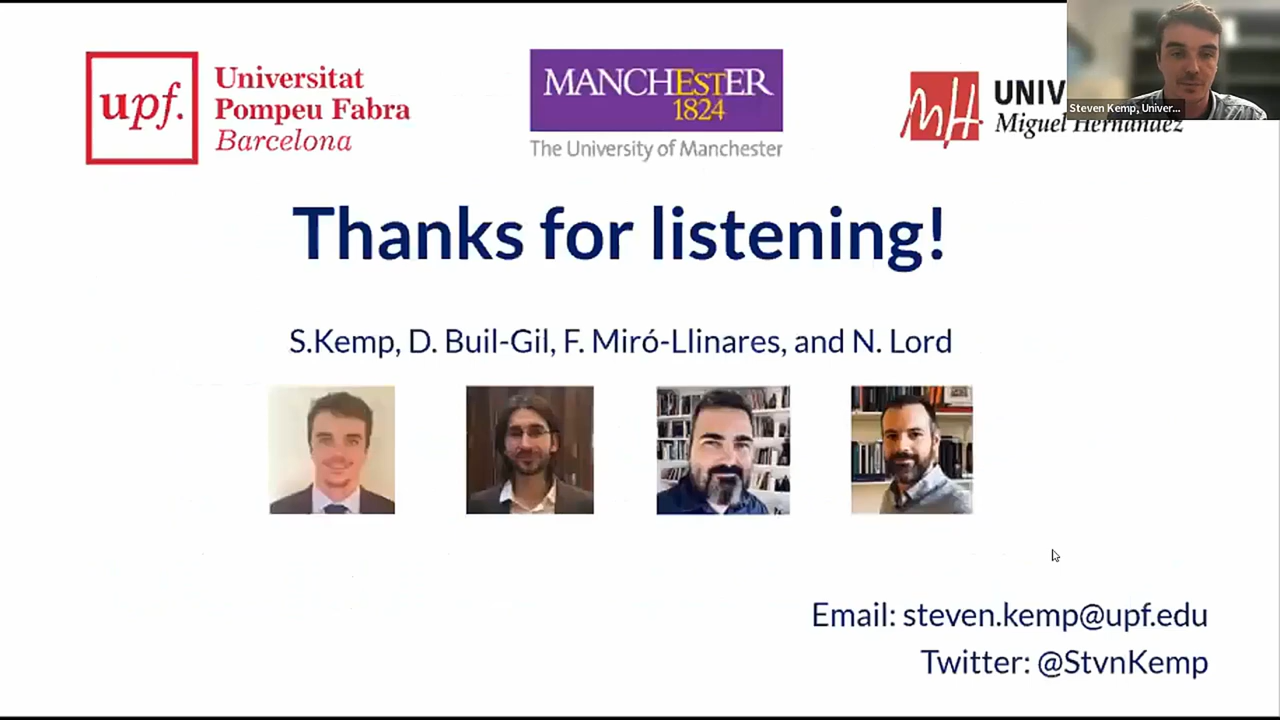 upf.
Universitat
Pompeu Fabra
Barcelona
MANCHESTER
1824
The University of Manchester
MH
UNIV
Miguel Hernández
Steven Kemp, Univer...
Thanks for listening!
S.Kemp, D. Buil-Gil, F. Miró-Llinares, and N. Lord
Email: steven.kemp@upf.edu
Twitter: @StvnKemp